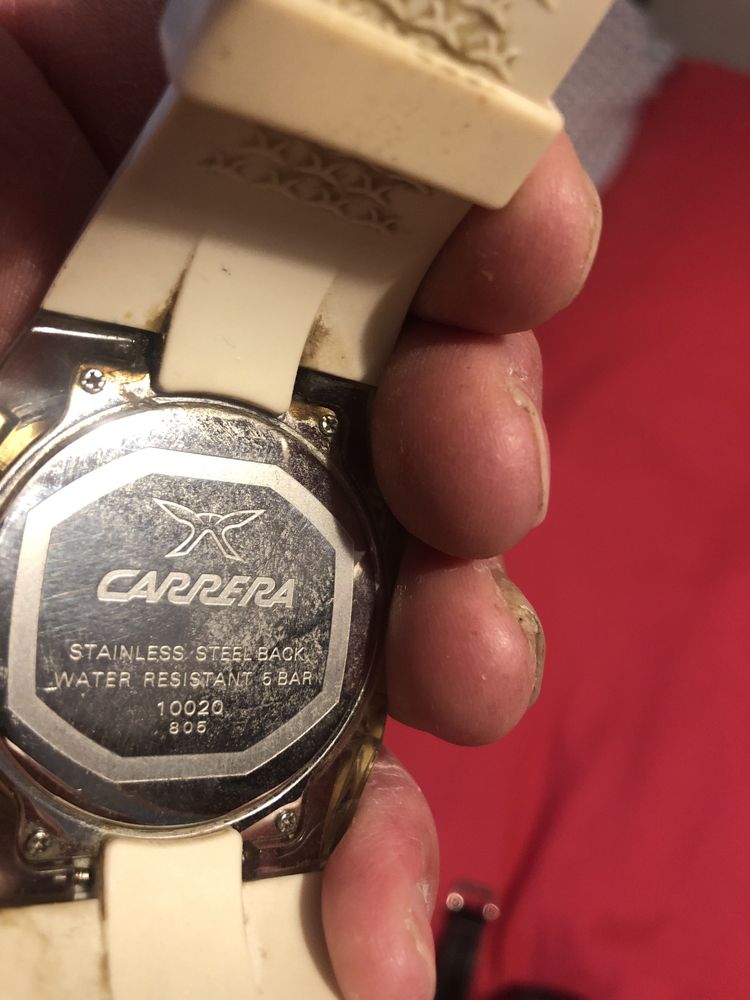 CARRERA
STAINLESS STEEL BACK
WATER RESISTANT 5 BAR
10020
805